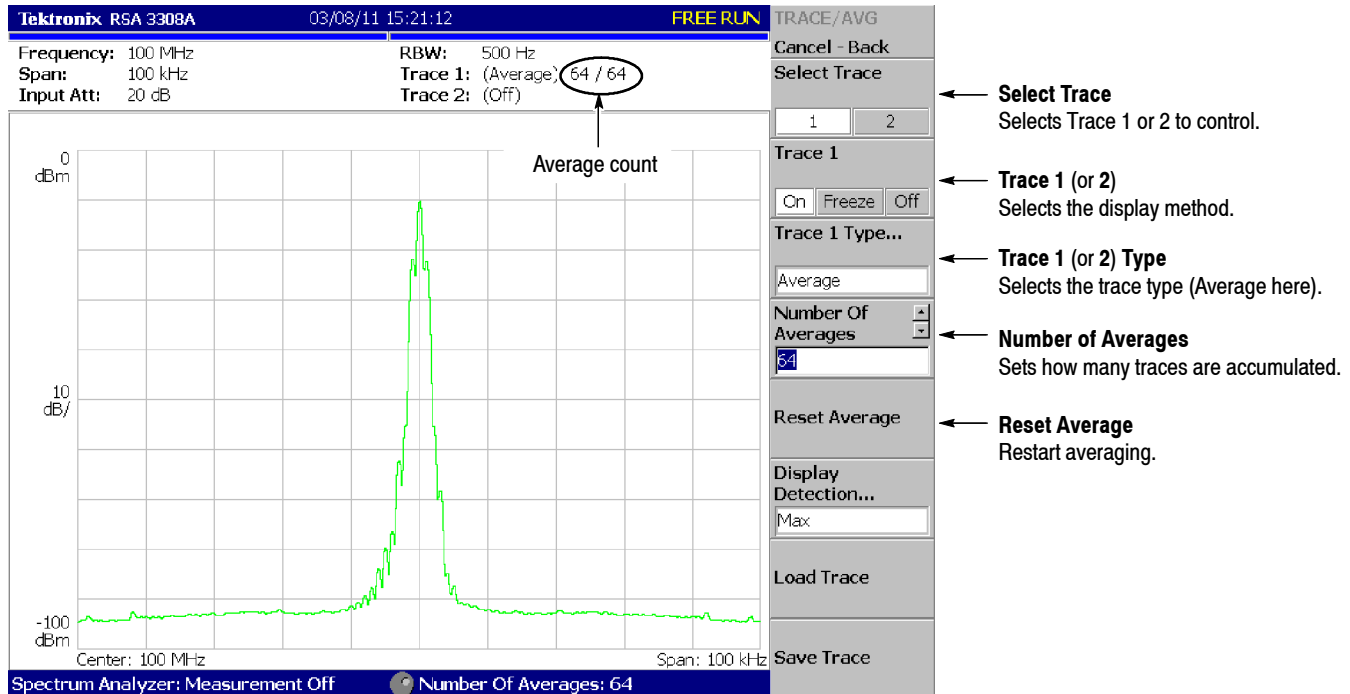 Tektronix RSA 3308A 03/08/11 15:21:12 FREE RUN
Frequency: 100 MHz
Span: 100 kHz
Input Att: 20 dB
RBW: 500 Hz
Trace 1: (Average) 64 / 64
Trace 2: (Off)
Average count
0
dBm
10
dB/
-100
dBm
Center: 100 MHz Span: 100 kHz
Spectrum Analyzer: Measurement Off Number Of Averages: 64
TRACE/AVG
Cancel - Back
Select Trace
1 2
Trace 1
On Freeze Off
Trace 1 Type...
Average
Number Of
Averages
64
Reset Average
Display
Detection...
Max
Load Trace
Save Trace
Select Trace
Selects Trace 1 or 2 to control.
Trace 1 (or 2)
Selects the display method.
Trace 1 (or 2) Type
Selects the trace type (Average here).
Number of Averages
Sets how many traces are accumulated.
Reset Average
Restart averaging.